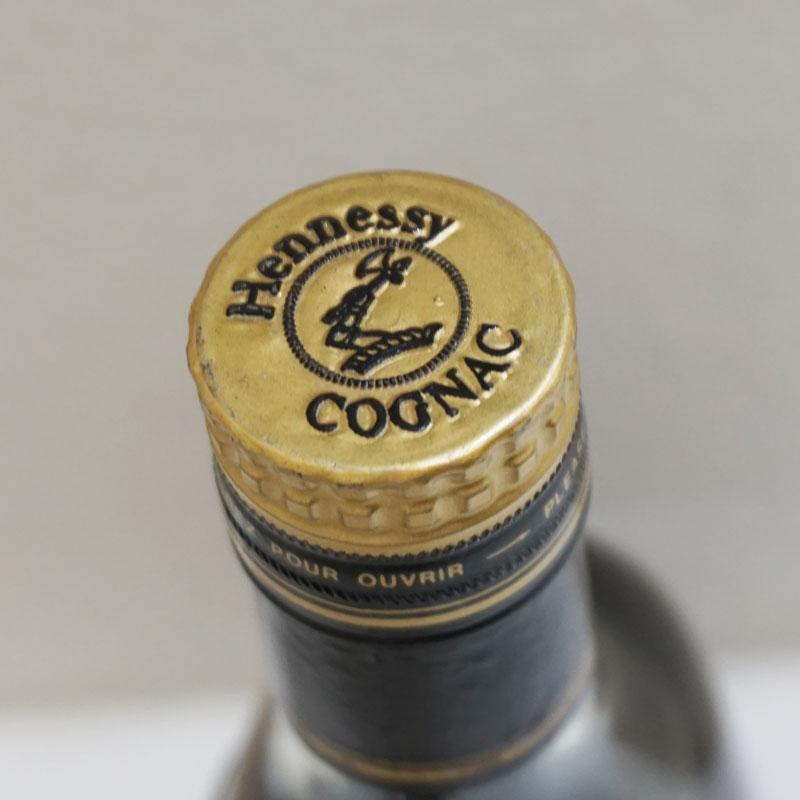 Hennessy
COGNAC
POUR OUVRIR —